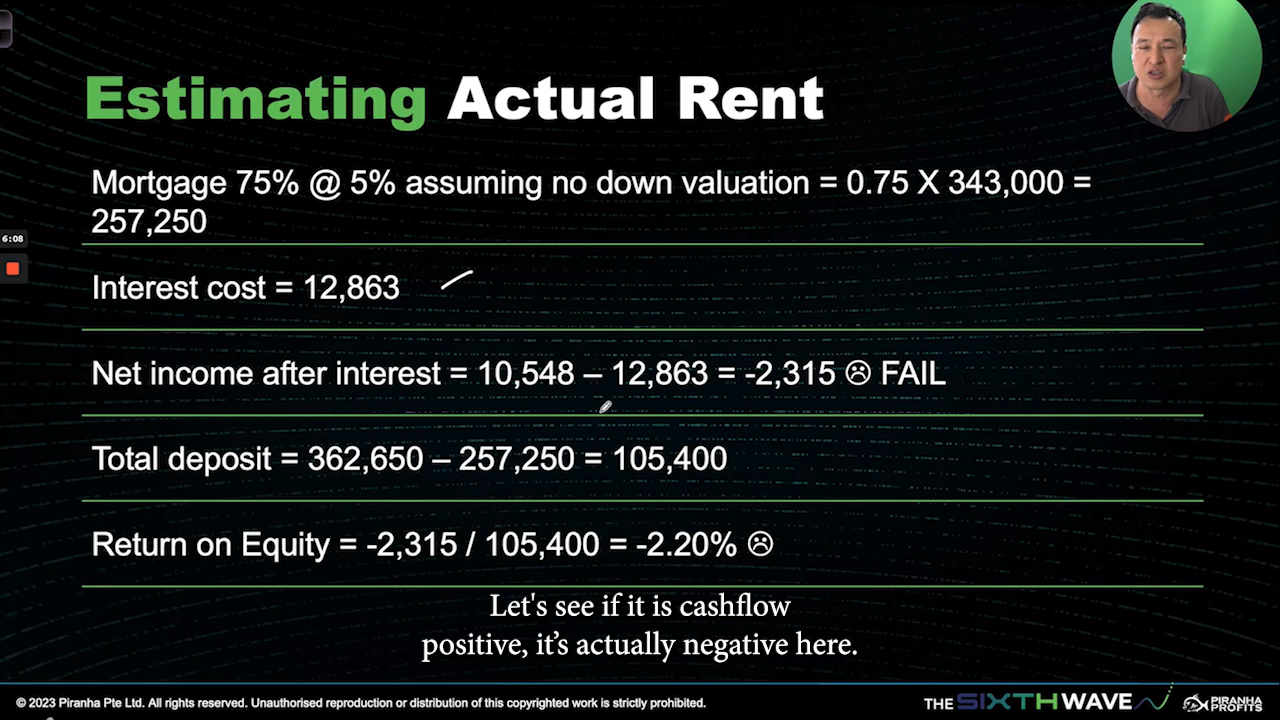 Estimating Actual Rent
Mortgage 75% @ 5% assuming no down valuation = 0.75 X 343,000 =
257,250
6:08
Interest cost = 12,863
Net income after interest = 10,548 – 12,863 = -2,315 ☹ FAIL
Total deposit = 362,650 – 257,250 = 105,400
Return on Equity = -2,315 / 105,400 = -2.20% ☹
Let's see if it is cashflow
positive, it’s actually negative here.
© 2023 Piranha Pte Ltd. All rights reserved. Unauthorised reproduction or distribution of this copyrighted work is strictly prohibited.
THE SIXTHWAVE
PIRANHA
PROFITS